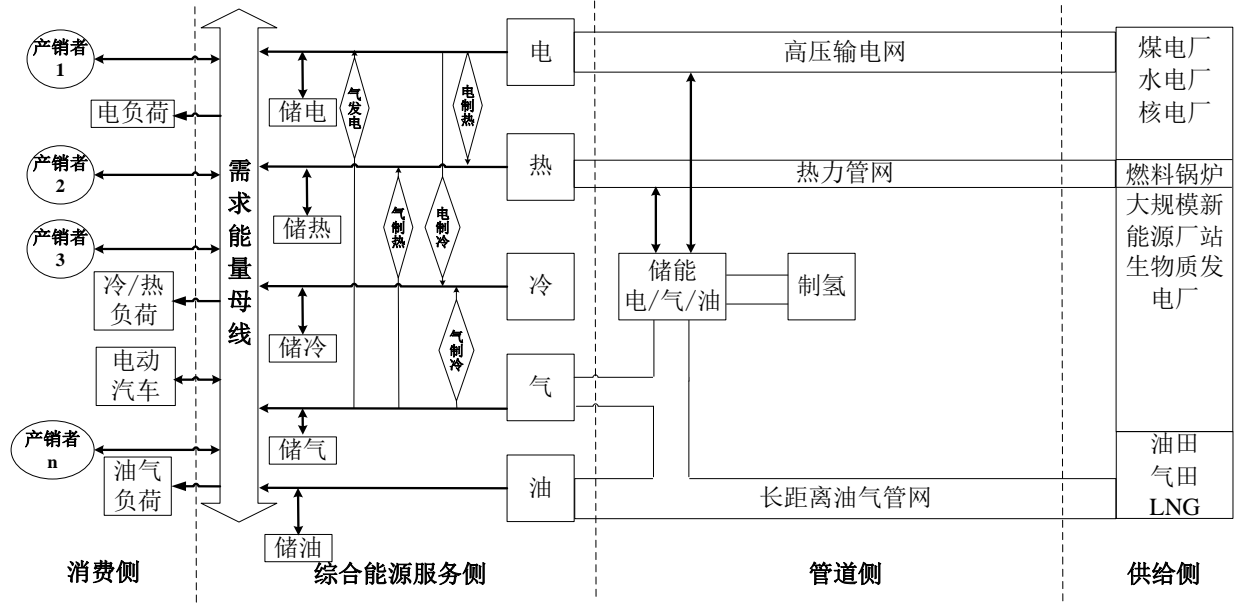 产销者
1
电负荷
产销者
2
产销者
3
冷/热
负荷
电动
汽车
产销者
n
油气
负荷
消费侧
需求能量母线
储电
气发电
电制热
储热
气制热
电制冷
储冷
气制冷
储气
储油
电
热
冷
气
油
综合能源服务侧
高压输电网
热力管网
储能
电/气/油
制氢
长距离油气管网
管道侧
煤电厂
水电厂
核电厂
燃料锅炉
大规模新
能源厂站
生物质发
电厂
油田
气田
LNG
供给侧